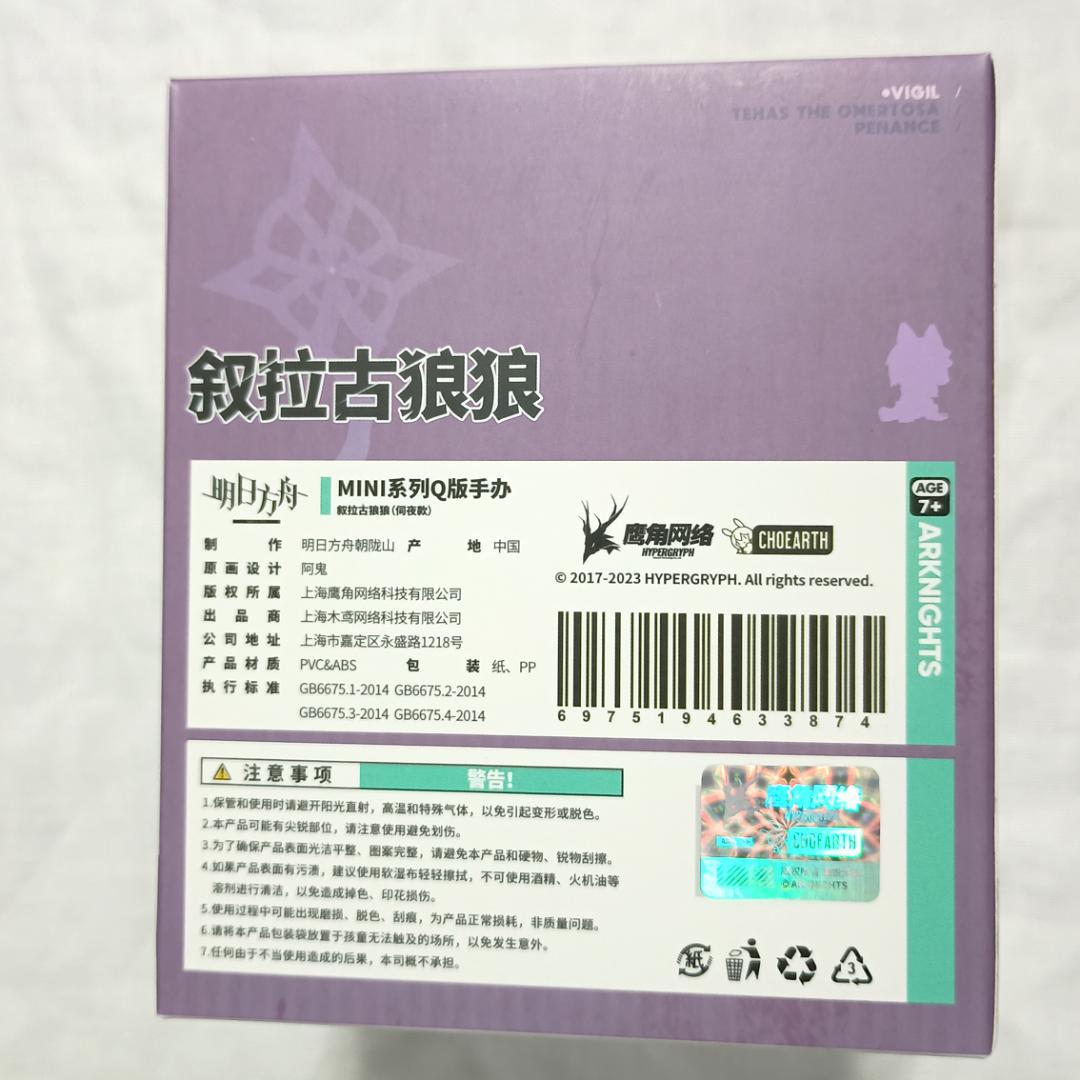 •VIGIL /
TEXAS THE OMERTOSA /
PENANCE /
叙拉古狼狼
明日方舟
MINI系列Q版手办
叙拉古狼狼(伺夜款)
制作 明日方舟朝陇山 产地 中国
原画设计 阿鬼
版权所属 上海鹰角网络科技有限公司
出品商 上海木鸢网络科技有限公司
公司地址 上海市嘉定区永盛路1218号
产品材质 PVC&ABS 包装 纸、PP
执行标准 GB6675.1-2014 GB6675.2-2014
GB6675.3-2014 GB6675.4-2014
鹰角网络
HYPERGRYPH
CHOEARTH
© 2017-2023 HYPERGRYPH. All rights reserved.
6975194633874
AGE
7+
ARKNIGHTS
注意事项 警告!
1.保管和使用时请避开阳光直射，高温和特殊气体，以免引起变形或脱色。
2.本产品可能有尖锐部位，请注意使用避免划伤。
3.为了确保产品表面光洁平整、图案完整，请避免本产品和硬物、锐物刮擦。
4.如果产品表面有污渍，建议使用软湿布轻轻擦拭，不可使用酒精、火机油等
溶剂进行清洁，以免造成掉色、印花损伤。
5.使用过程中可能出现磨损、脱色、刮痕，为产品正常损耗，非质量问题。
6.请将本产品包装袋放置于孩童无法触及的场所，以免发生意外。
7.任何由于不当使用造成的后果，本司概不承担。
鹰角网络
CHOEARTH
©ARKNIGHTS
紙
3